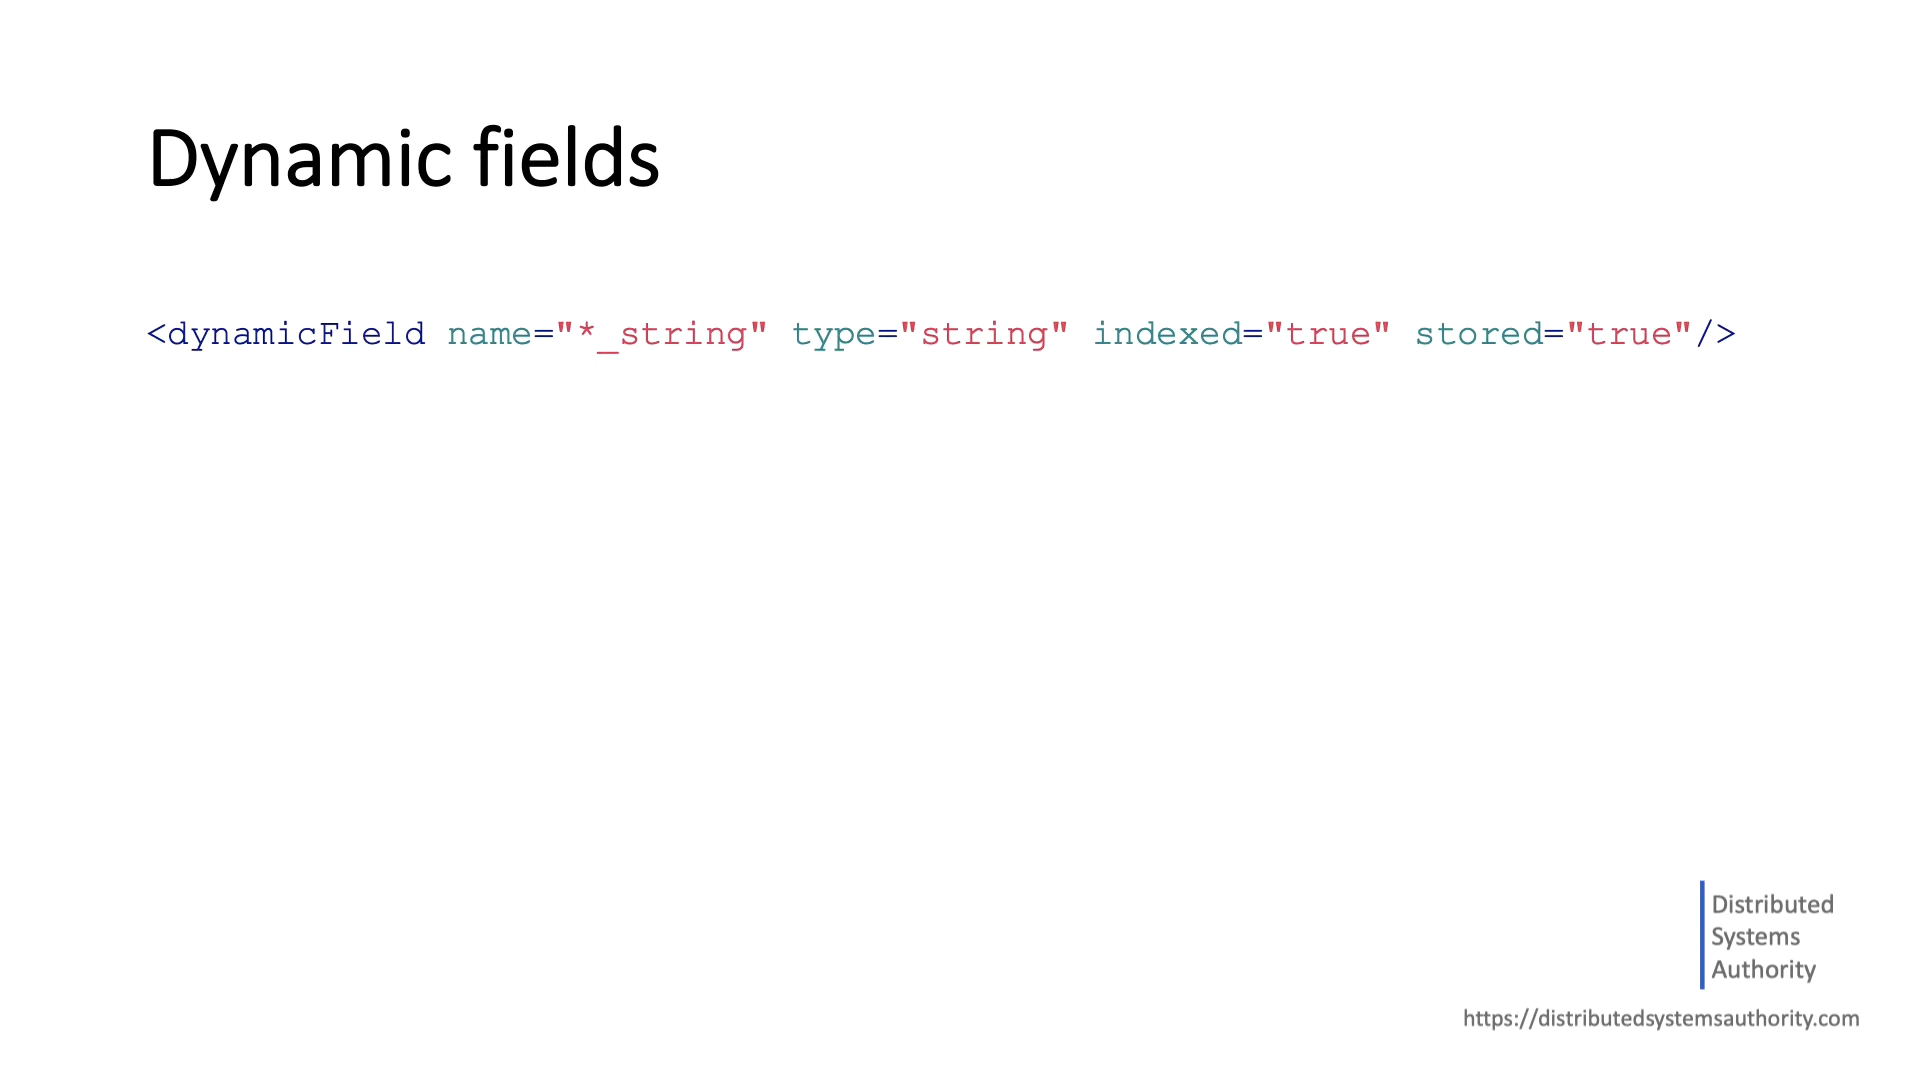 Dynamic fields
<dynamicField name="*_string" type="string" indexed="true" stored="true"/>
Distributed
Systems
Authority
https://distributedsystemsauthority.com